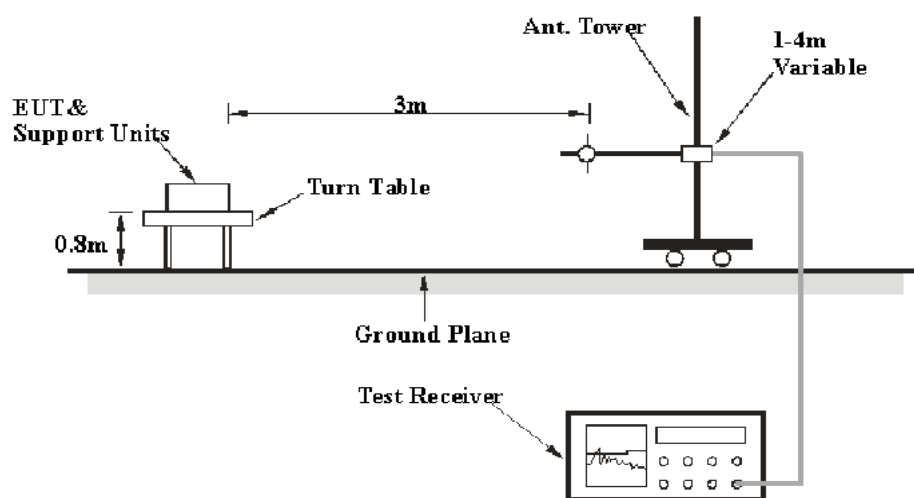 Ant. Tower
1-4m
Variable
3m
EUT&
Support Units
Turn Table
0.8m
Ground Plane
Test Receiver